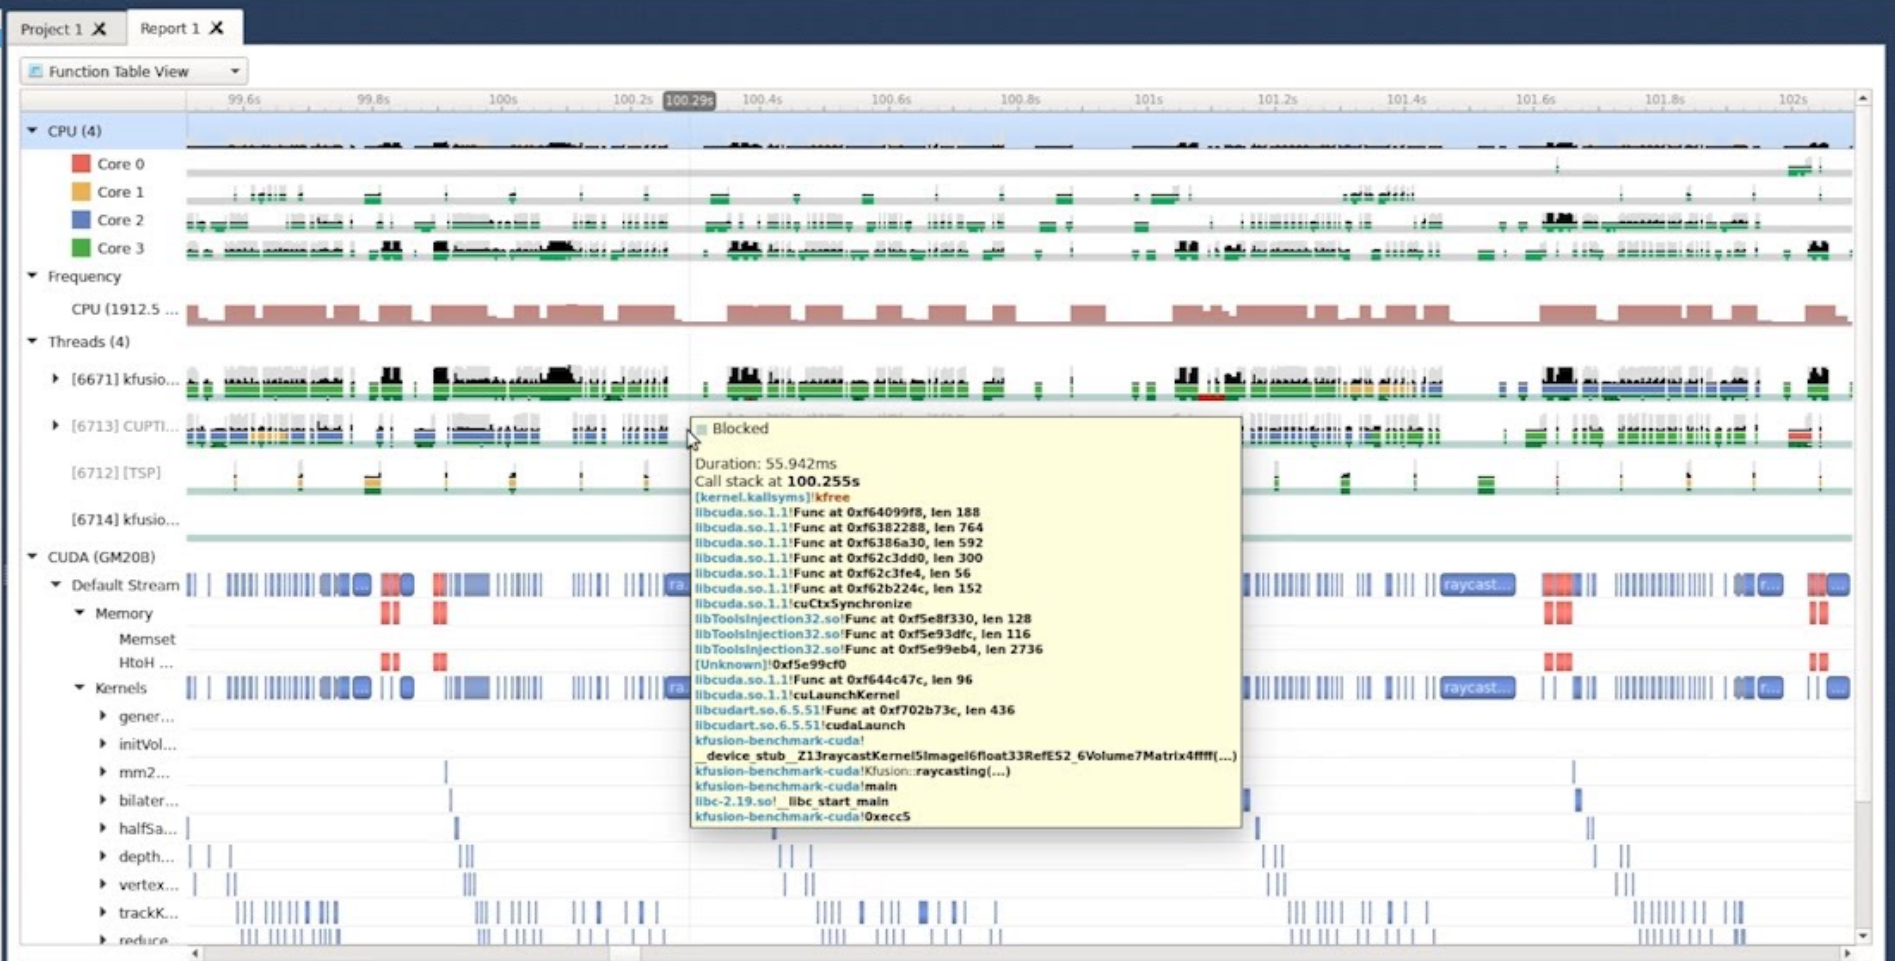 Project 1 X
Report 1 X
Function Table View
99.6s 99.8s 100s 100.2s 100.29s 100.4s 100.6s 100.8s 101s 101.2s 101.4s 101.6s 101.8s 102s
CPU (4)
Core 0
Core 1
Core 2
Core 3
Frequency
CPU (1912.5 ...
Threads (4)
[6671] kfusio...
[6713] CUPTI...
[6712] [TSP]
[6714] kfusio...
CUDA (GM20B)
Default Stream ... ra. raycast... r... ...
Memory
Memset
HtoH ...
Kernels ... ra. raycast... r... ...
gener...
initVol...
mm2...
bilater...
halfSa...
depth...
vertex...
trackK...
reduce
Blocked
Duration: 55.942ms
Call stack at 100.255s
[kernel.kallsyms]!kfree
libcuda.so.1.1!Func at 0xf64099f8, len 188
libcuda.so.1.1!Func at 0xf6382288, len 764
libcuda.so.1.1!Func at 0xf6386a30, len 592
libcuda.so.1.1!Func at 0xf62c3dd0, len 300
libcuda.so.1.1!Func at 0xf62c3fe4, len 56
libcuda.so.1.1!Func at 0xf62b224c, len 152
libcuda.so.1.1!cuCtxSynchronize
libToolsInjection32.so!Func at 0xf5e8f330, len 128
libToolsInjection32.so!Func at 0xf5e93dfc, len 116
libToolsInjection32.so!Func at 0xf5e99eb4, len 2736
[Unknown]!0xf5e99cf0
libcuda.so.1.1!Func at 0xf644c47c, len 96
libcuda.so.1.1!cuLaunchKernel
libcudart.so.6.5.51!Func at 0xf702b73c, len 436
libcudart.so.6.5.51!cudaLaunch
kfusion-benchmark-cuda!
__device_stub__Z13raycastKernel5ImageI6float33RefES2_6Volume7Matrix4ffff(...)
kfusion-benchmark-cuda!Kfusion::raycasting(...)
kfusion-benchmark-cuda!main
libc-2.19.so!__libc_start_main
kfusion-benchmark-cuda!0xecc5